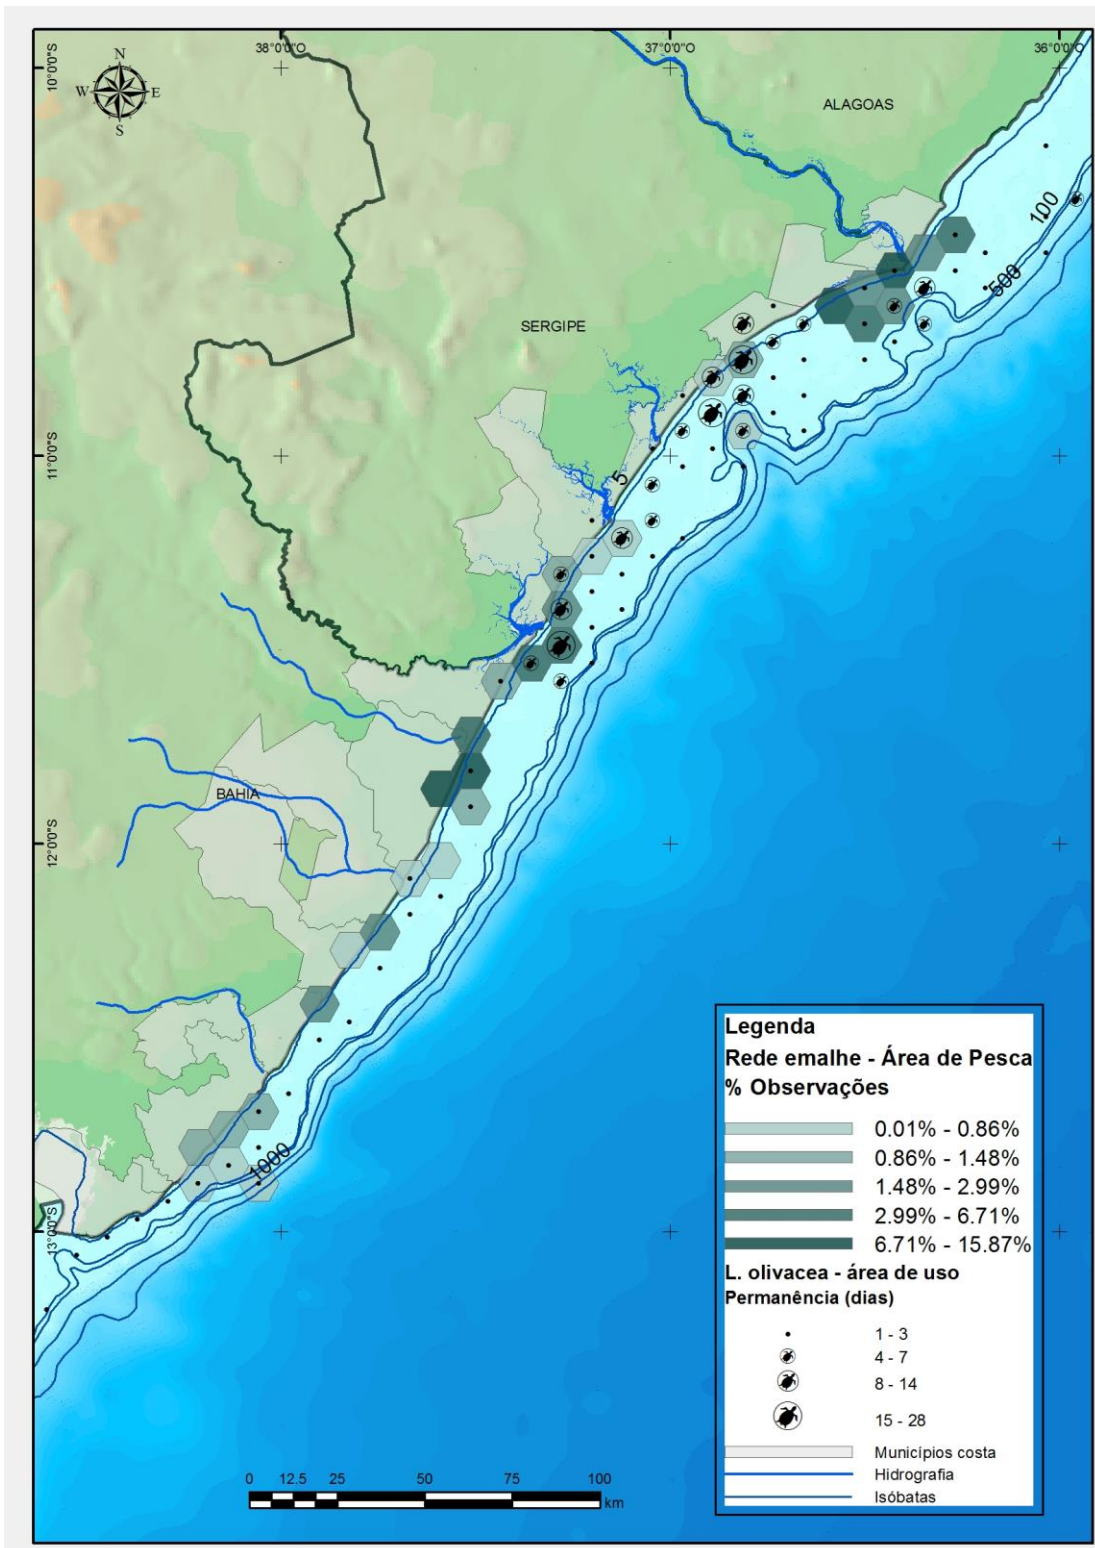 38°0'0"O 37°0'0"O 36°0'0"O
10°0'0"S
N
W E
S
ALAGOAS
100
500
SERGIPE
11°0'0"S
5
BAHIA
12°0'0"S
1000
13°0'0"S
Legenda
Rede emalhe - Área de Pesca
% Observações
0.01% - 0.86%
0.86% - 1.48%
1.48% - 2.99%
2.99% - 6.71%
6.71% - 15.87%
L. olivacea - área de uso
Permanência (dias)
1 - 3
4 - 7
8 - 14
15 - 28
Municípios costa
Hidrografia
Isóbatas
0 12.5 25 50 75 100
km